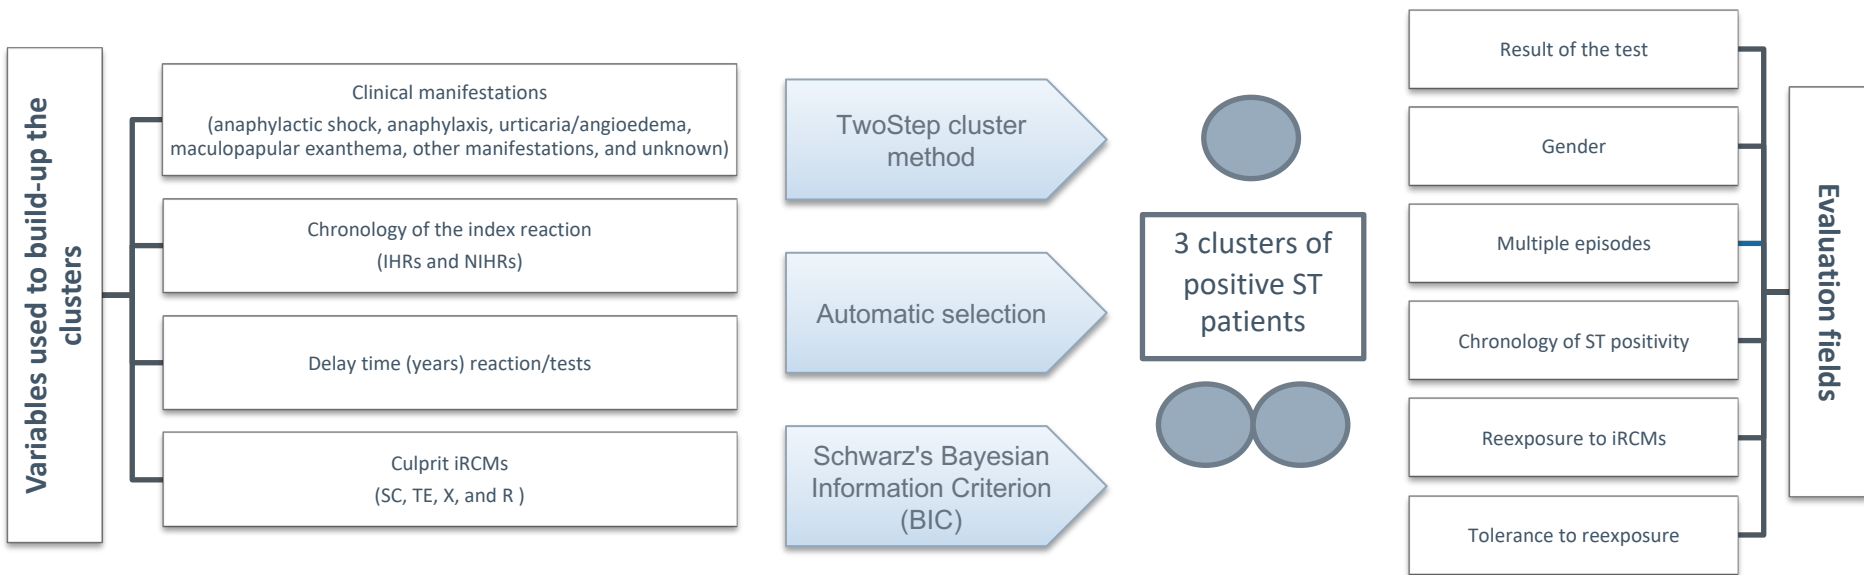 Variables used to build-up the
clusters
Clinical manifestations
(anaphylactic shock, anaphylaxis, urticaria/angioedema,
maculopapular exanthema, other manifestations, and unknown)
Chronology of the index reaction
(IHRs and NIHRs)
Delay time (years) reaction/tests
Culprit iRCMs
(SC, TE, X, and R )
TwoStep cluster
method
Automatic selection
Schwarz's Bayesian
Information Criterion
(BIC)
3 clusters of
positive ST
patients
Result of the test
Gender
Multiple episodes
Chronology of ST positivity
Reexposure to iRCMs
Tolerance to reexposure
Evaluation fields